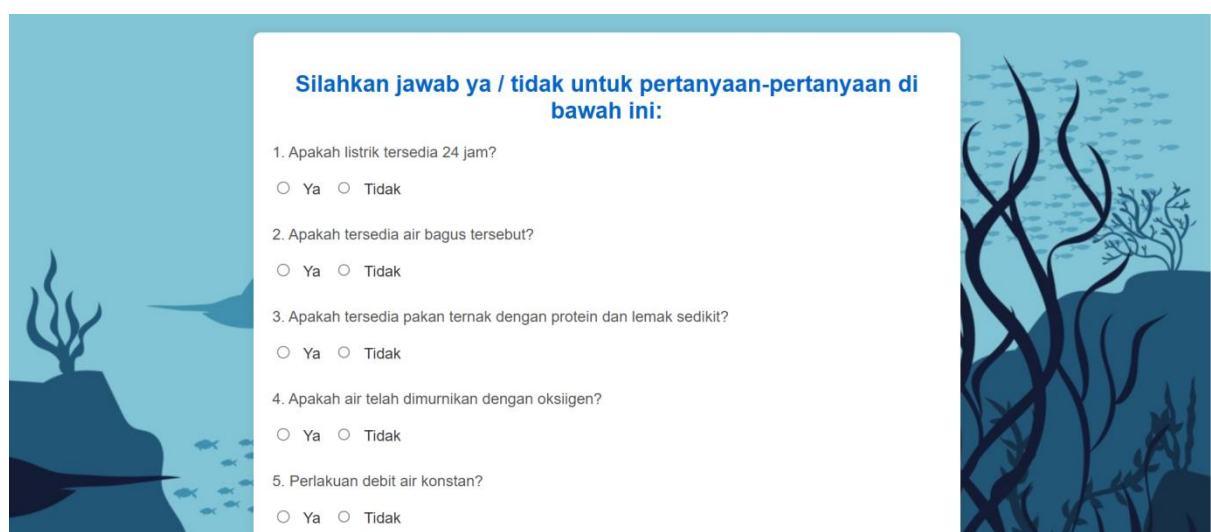 Silahkan jawab ya / tidak untuk pertanyaan-pertanyaan di
bawah ini:
1. Apakah listrik tersedia 24 jam?
Ya Tidak
2. Apakah tersedia air bagus tersebut?
Ya Tidak
3. Apakah tersedia pakan ternak dengan protein dan lemak sedikit?
Ya Tidak
4. Apakah air telah dimurnikan dengan oksiigen?
Ya Tidak
5. Perlakuan debit air konstan?
Ya Tidak